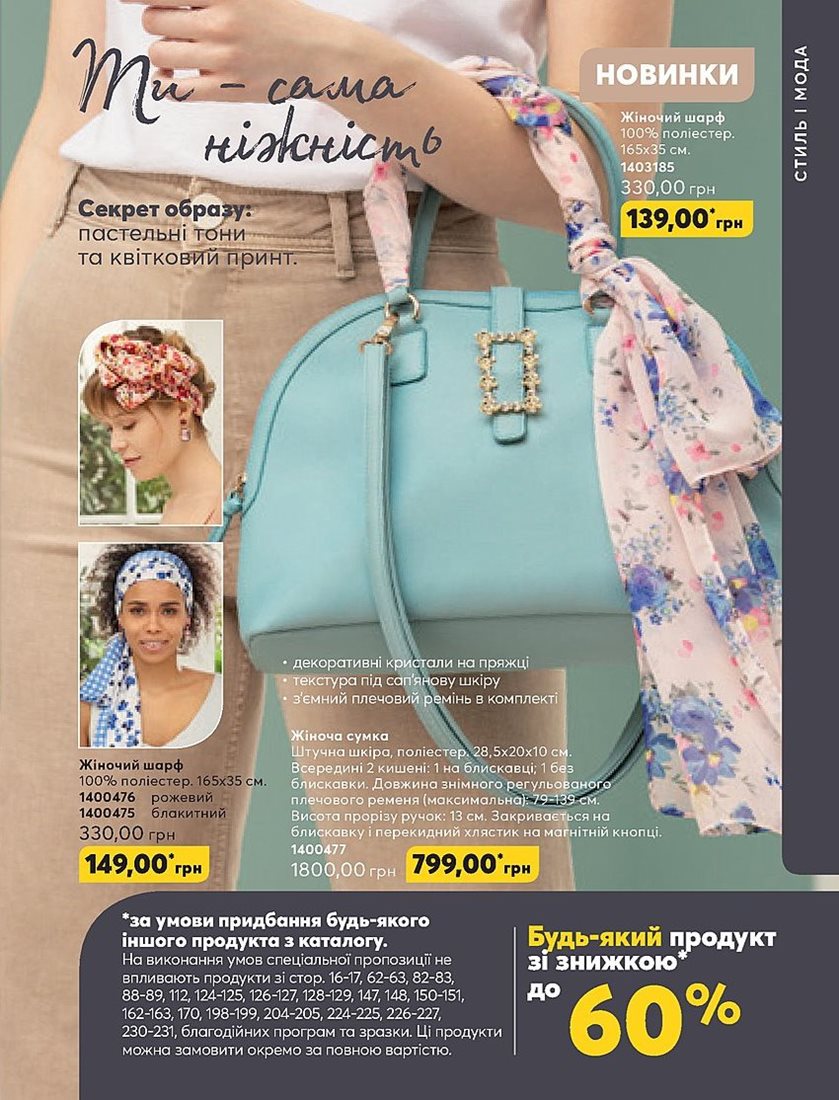 Ти – сама
ніжність
Секрет образу:
пастельні тони
та квітковий принт.
НОВИНКИ
Жіночий шарф
100% поліестер.
165х35 см.
1403185
330,00 грн
139,00* грн
СТИЛЬ І МОДА
• декоративні кристали на пряжці
• текстура під сап'янову шкіру
• з'ємний плечовий ремінь в комплекті
Жіночий шарф
100% поліестер. 165х35 см.
1400476 рожевий
1400475 блакитний
330,00 грн
149,00* грн
Жіноча сумка
Штучна шкіра, поліестер. 28,5х20х10 см.
Всередині 2 кишені: 1 на блискавці; 1 без
блискавки. Довжина знімного регульованого
плечового ременя (максимальна): 79-139 см.
Висота прорізу ручок: 13 см. Закривається на
блискавку і перекидний хлястик на магнітній кнопці.
1400477
1800,00 грн 799,00* грн
*за умови придбання будь-якого
іншого продукта з каталогу.
На виконання умов спеціальної пропозиції не
впливають продукти зі стор. 16-17, 62-63, 82-83,
88-89, 112, 124-125, 126-127, 128-129, 147, 148, 150-151,
162-163, 170, 198-199, 204-205, 224-225, 226-227,
230-231, благодійних програм та зразки. Ці продукти
можна замовити окремо за повною вартістю.
Будь-який продукт
зі знижкою*
до 60%